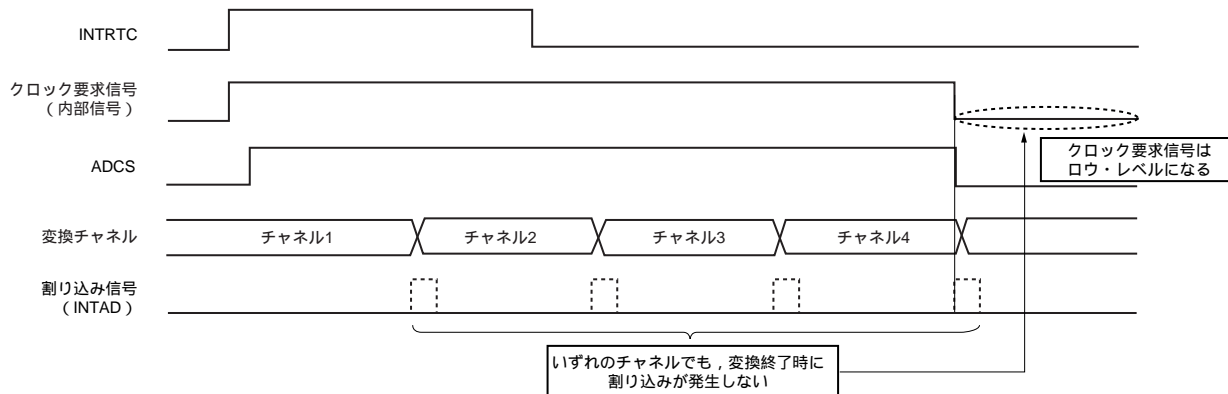 INTRTC
クロック要求信号
（内部信号）
ADCS
クロック要求信号は
ロウ・レベルになる
変換チャネル
チャネル1
チャネル2
チャネル3
チャネル4
割り込み信号
（INTAD）
いずれのチャネルでも，変換終了時に
割り込みが発生しない